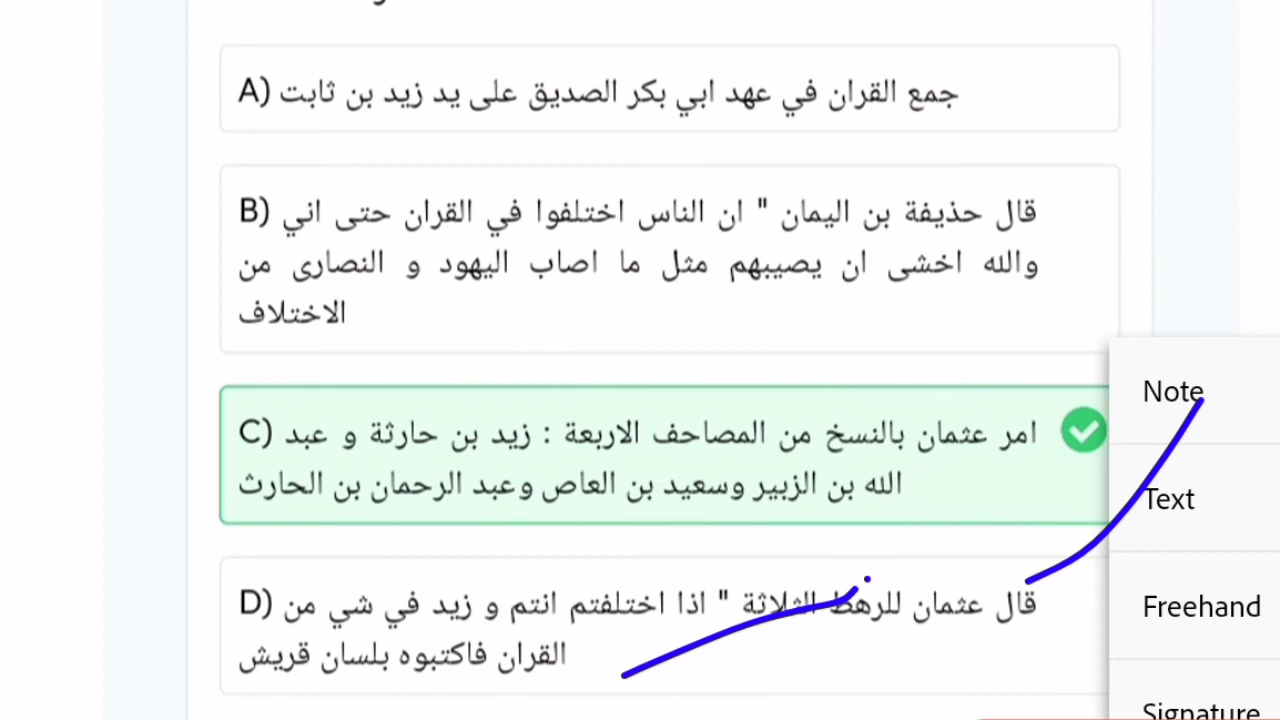 A) جمع القران في عهد ابي بكر الصديق على يد زيد بن ثابت
B) قال حذيفة بن اليمان " ان الناس اختلفوا في القران حتى اني
والله اخشى ان يصيبهم مثل ما اصاب اليهود و النصارى من
الاختلاف
C) امر عثمان بالنسخ من المصاحف الاربعة : زيد بن حارثة و عبد
الله بن الزبير وسعيد بن العاص وعبد الرحمان بن الحارث
D) قال عثمان للرهط الثلاثة " اذا اختلفتم انتم و زيد في شي من
القران فاكتبوه بلسان قريش
Note
Text
Freehand
Signature